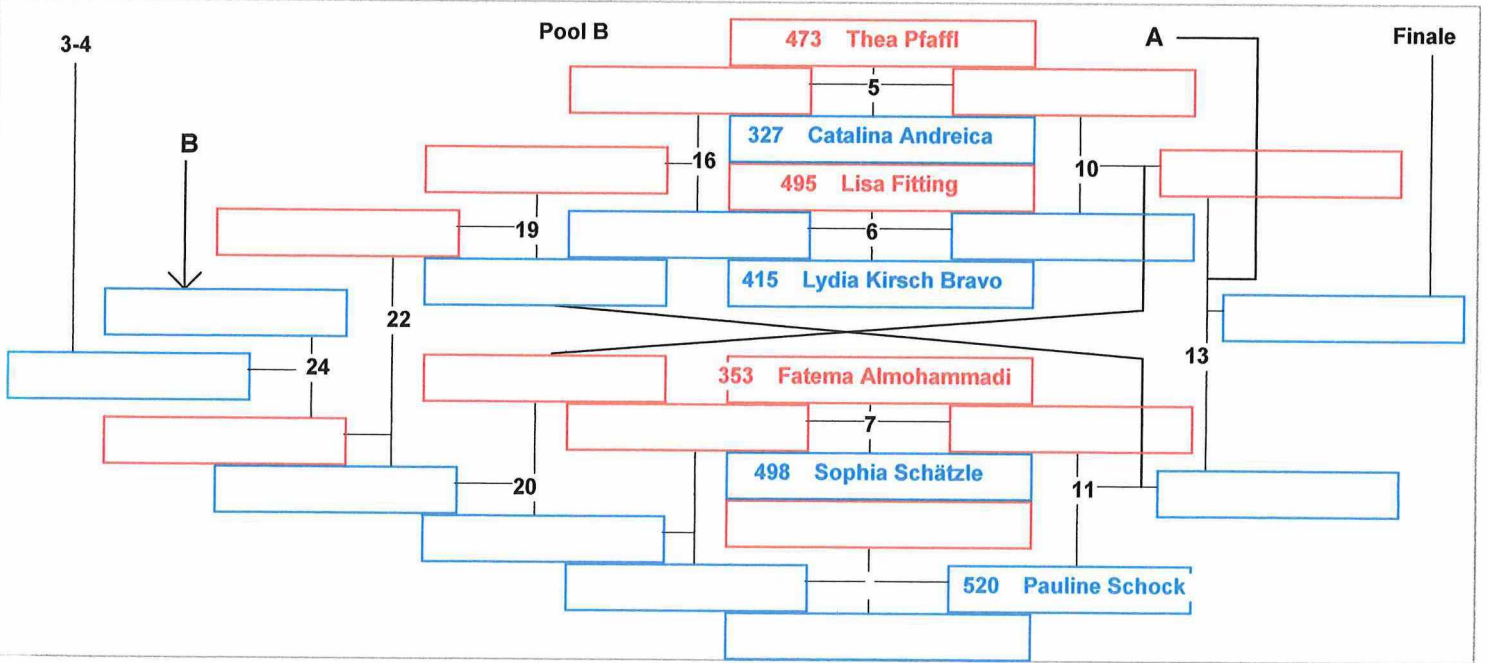 3-4
Pool B
473 Thea Pfaffl
A
Finale
5
327 Catalina Andreica
B
16
495 Lisa Fitting
10
19
6
415 Lydia Kirsch Bravo
22
13
24
353 Fatema Almohammadi
7
498 Sophia Schätzle
20
11
520 Pauline Schock